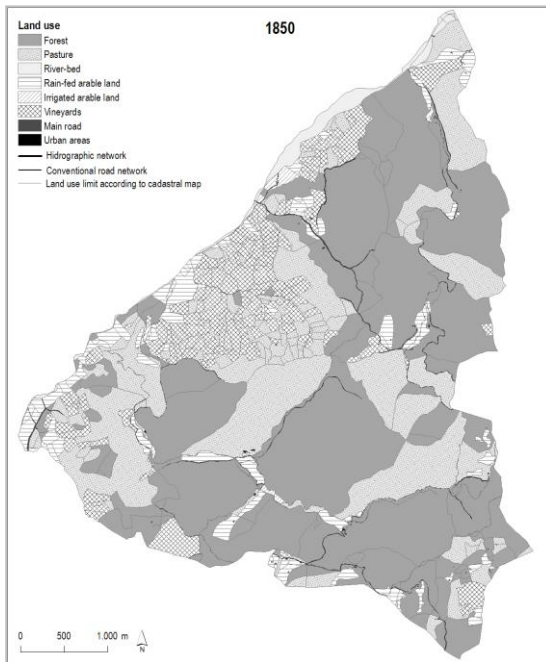 Land use
1850
Forest
Pasture
River-bed
Rain-fed arable land
Irrigated arable land
Vineyards
Main road
Urban areas
Hidrographic network
Conventional road network
Land use limit according to cadastral map
0 500 1.000 m
N